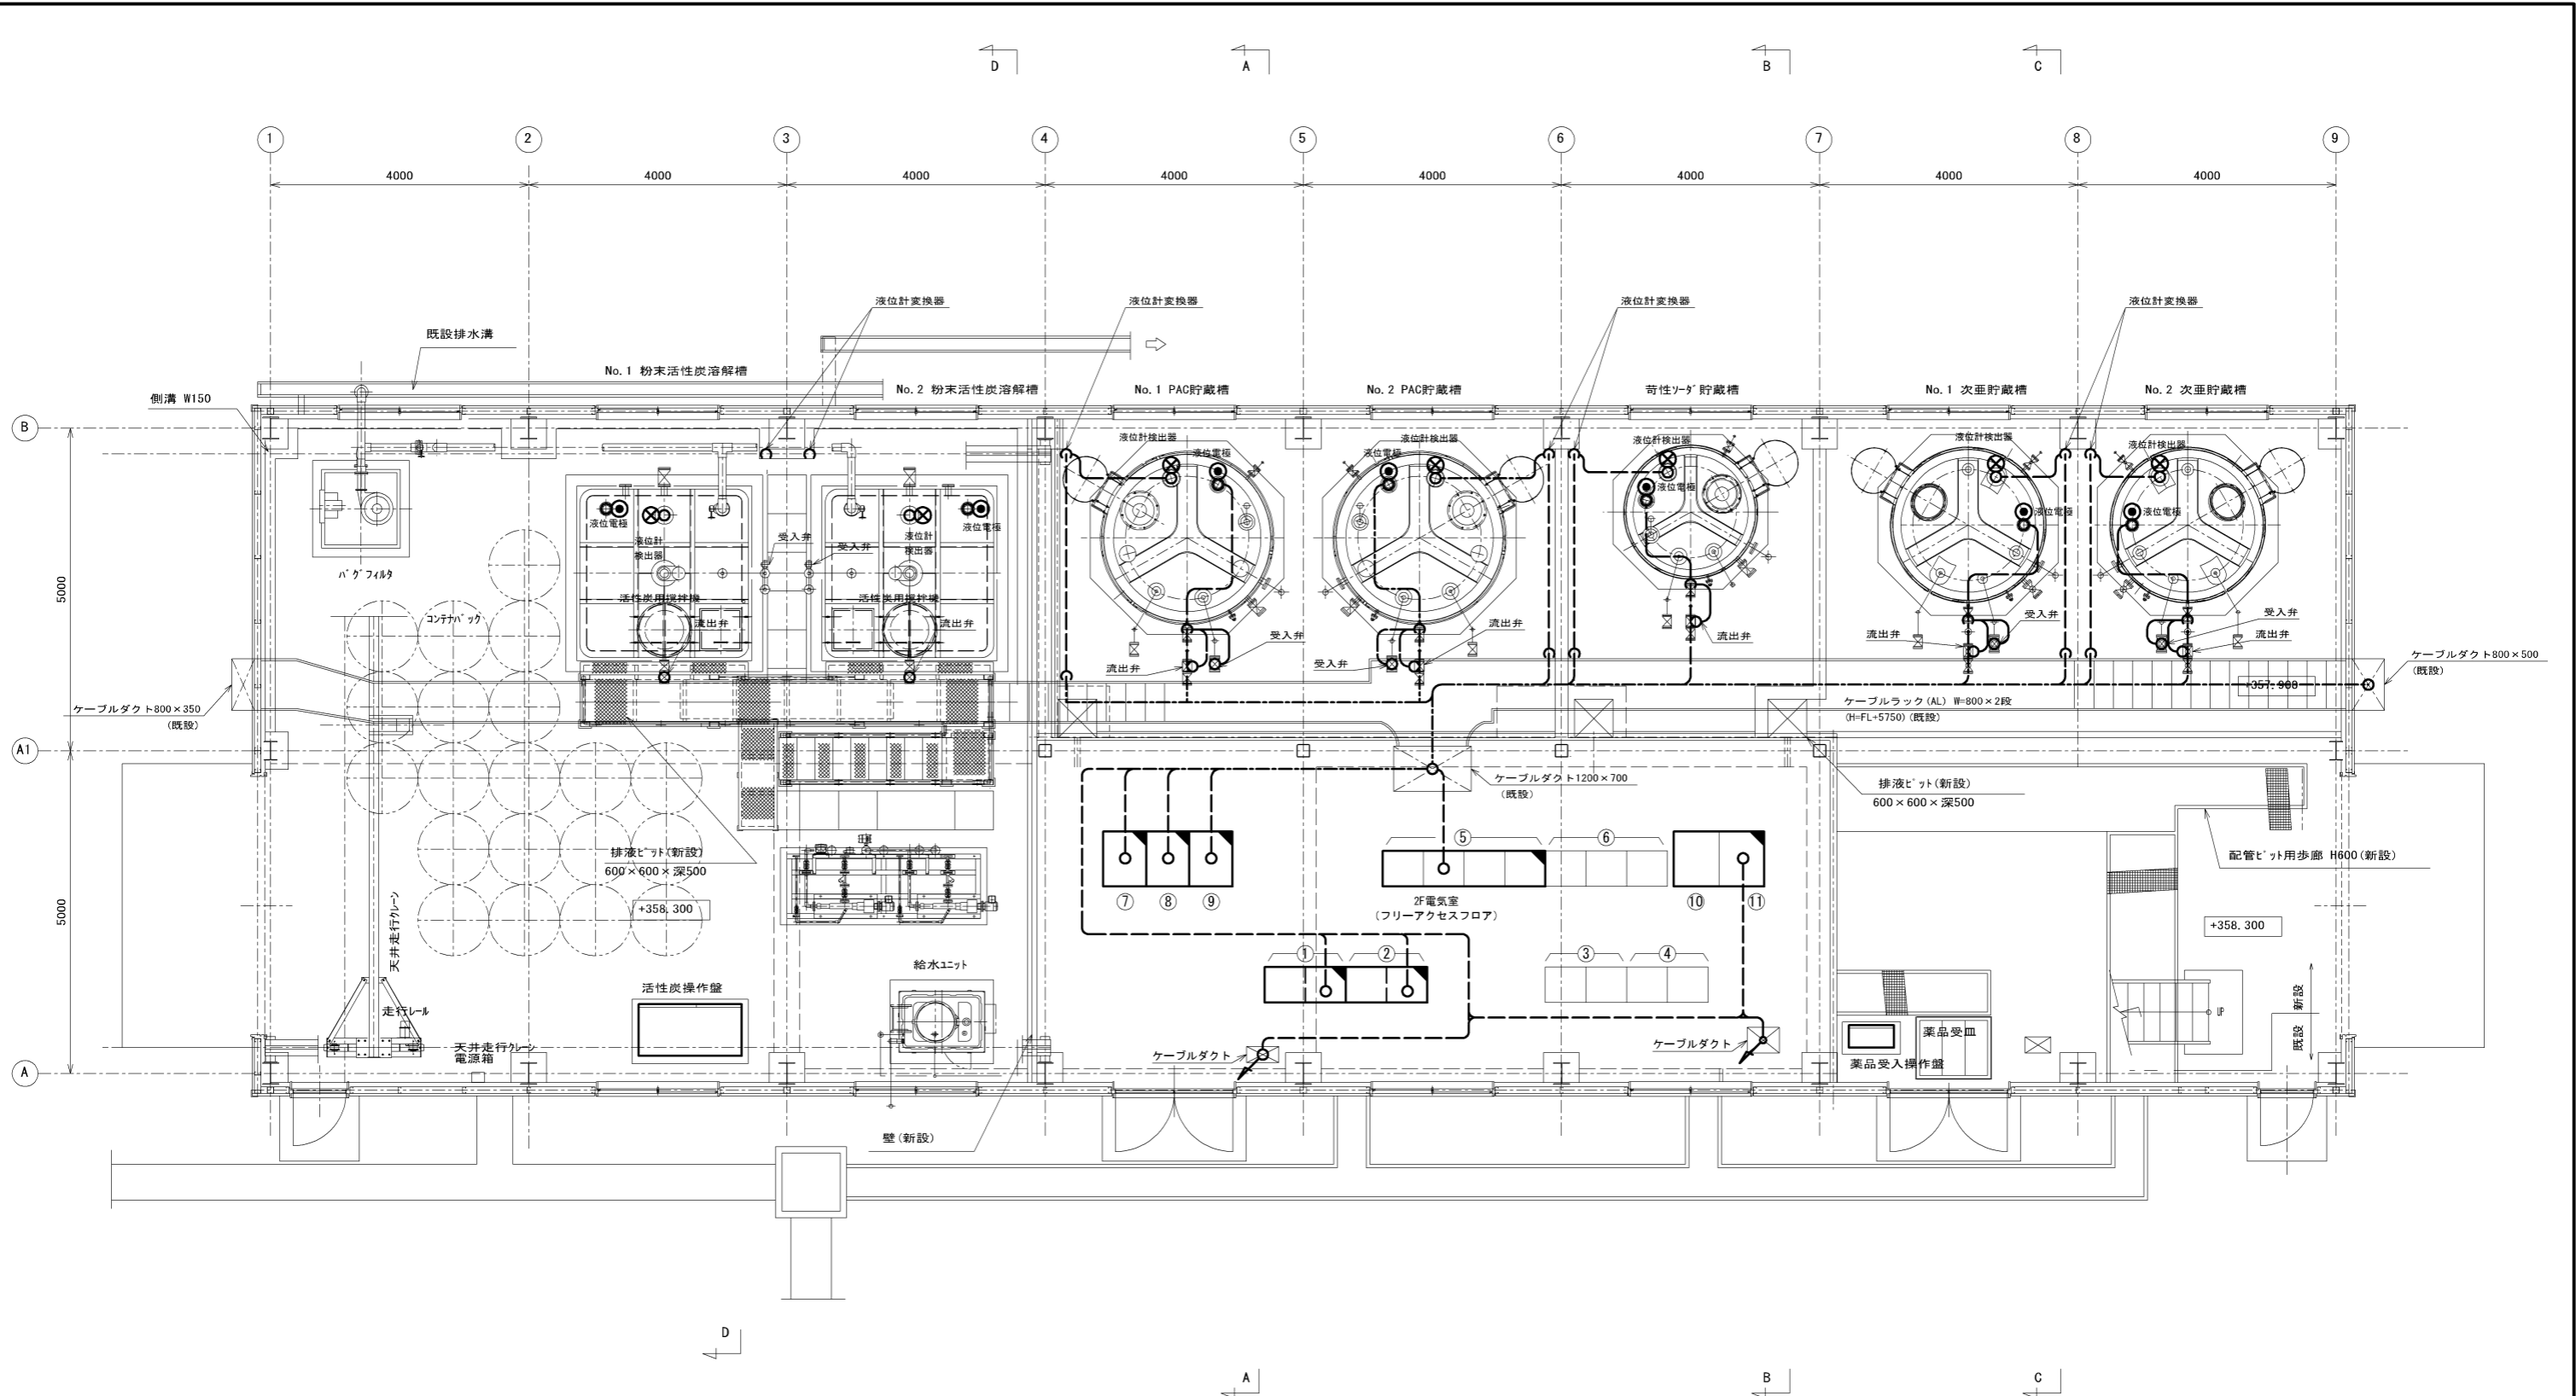 D
A
B
C
1
2
3
4
5
6
7
8
9
4000
4000
4000
4000
4000
4000
4000
4000
液位計変換器
液位計変換器
液位計変換器
液位計変換器
既設排水溝
No.1 粉末活性炭溶解槽
No.2 粉末活性炭溶解槽
No.1 PAC貯蔵槽
No.2 PAC貯蔵槽
苛性ソーダ貯蔵槽
No.1 次亜貯蔵槽
No.2 次亜貯蔵槽
側溝 W150
B
液位計検出器
液位計検出器
液位計検出器
液位計検出器
液位計検出器
液位電極
液位電極
液位電極
液位電極
液位電極
液位電極
液位電極
液位計
検出器
液位計
検出器
受入弁
受入弁
バグフィルタ
5000
コンテナバック
活性炭用撹拌機
活性炭用撹拌機
流出弁
流出弁
流出弁
受入弁
受入弁
流出弁
流出弁
流出弁
受入弁
受入弁
流出弁
ケーブルダクト800×500
(既設)
+357.908
ケーブルダクト800×350
(既設)
ケーブルラック(AL) W=800×2段
(H=FL+5750)(既設)
A1
ケーブルダクト1200×700
(既設)
排液ピット(新設)
600×600×深500
排液ピット(新設)
600×600×深500
配管ピット用歩廊 H600(新設)
⑤
⑥
⑦
⑧
⑨
⑩
⑪
2F電気室
(フリーアクセスフロア)
5000
+358.300
+358.300
天井走行クレーン
①
②
③
④
給水ユニット
活性炭操作盤
走行レール
天井走行クレーン
電源箱
ケーブルダクト
ケーブルダクト
薬品受皿
薬品受入操作盤
UP
既設
新設
A
壁(新設)
D
A
B
C